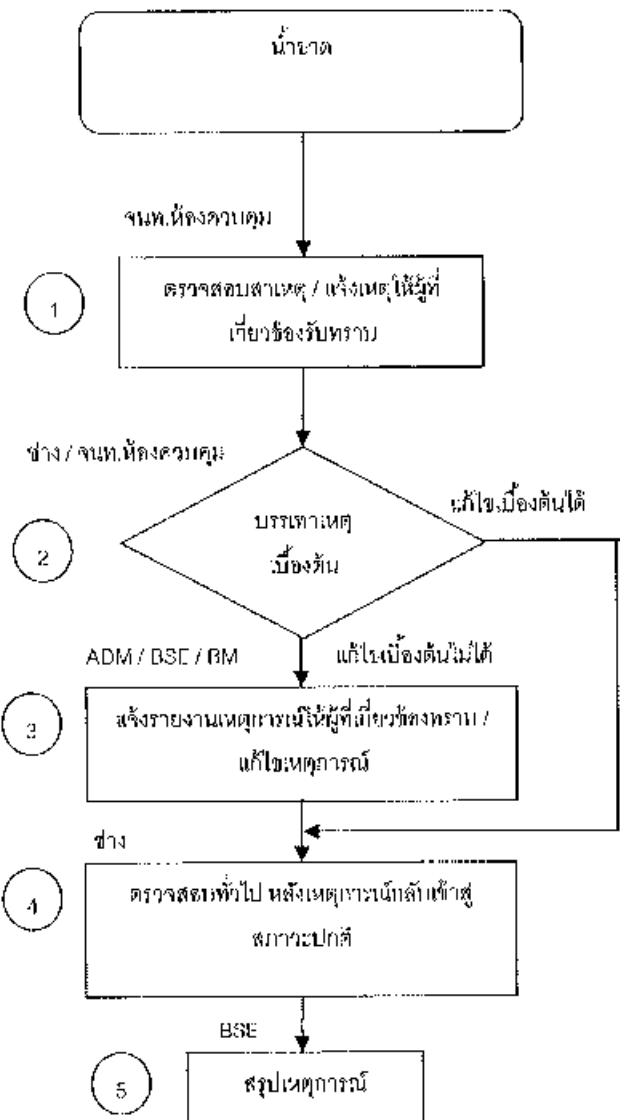 น้ำขาด
จนท.ห้องควบคุม
1
ตรวจสอบสาเหตุ / แจ้งเหตุให้ผู้ที่
เกี่ยวข้องรับทราบ
ช่าง / จนท.ห้องควบคุม
แก้ไขเบื้องต้นได้
2
บรรเทาเหตุ
เบื้องต้น
ADM / BSE / BM
แก้ไขเบื้องต้นไม่ได้
3
แจ้งรายงานเหตุการณ์ให้ผู้ที่เกี่ยวข้องทราบ /
แก้ไขเหตุการณ์
ช่าง
4
ตรวจสอบทั่วไป หลังเหตุการณ์กลับเข้าสู่
สภาวะปกติ
BSE
5
สรุปเหตุการณ์